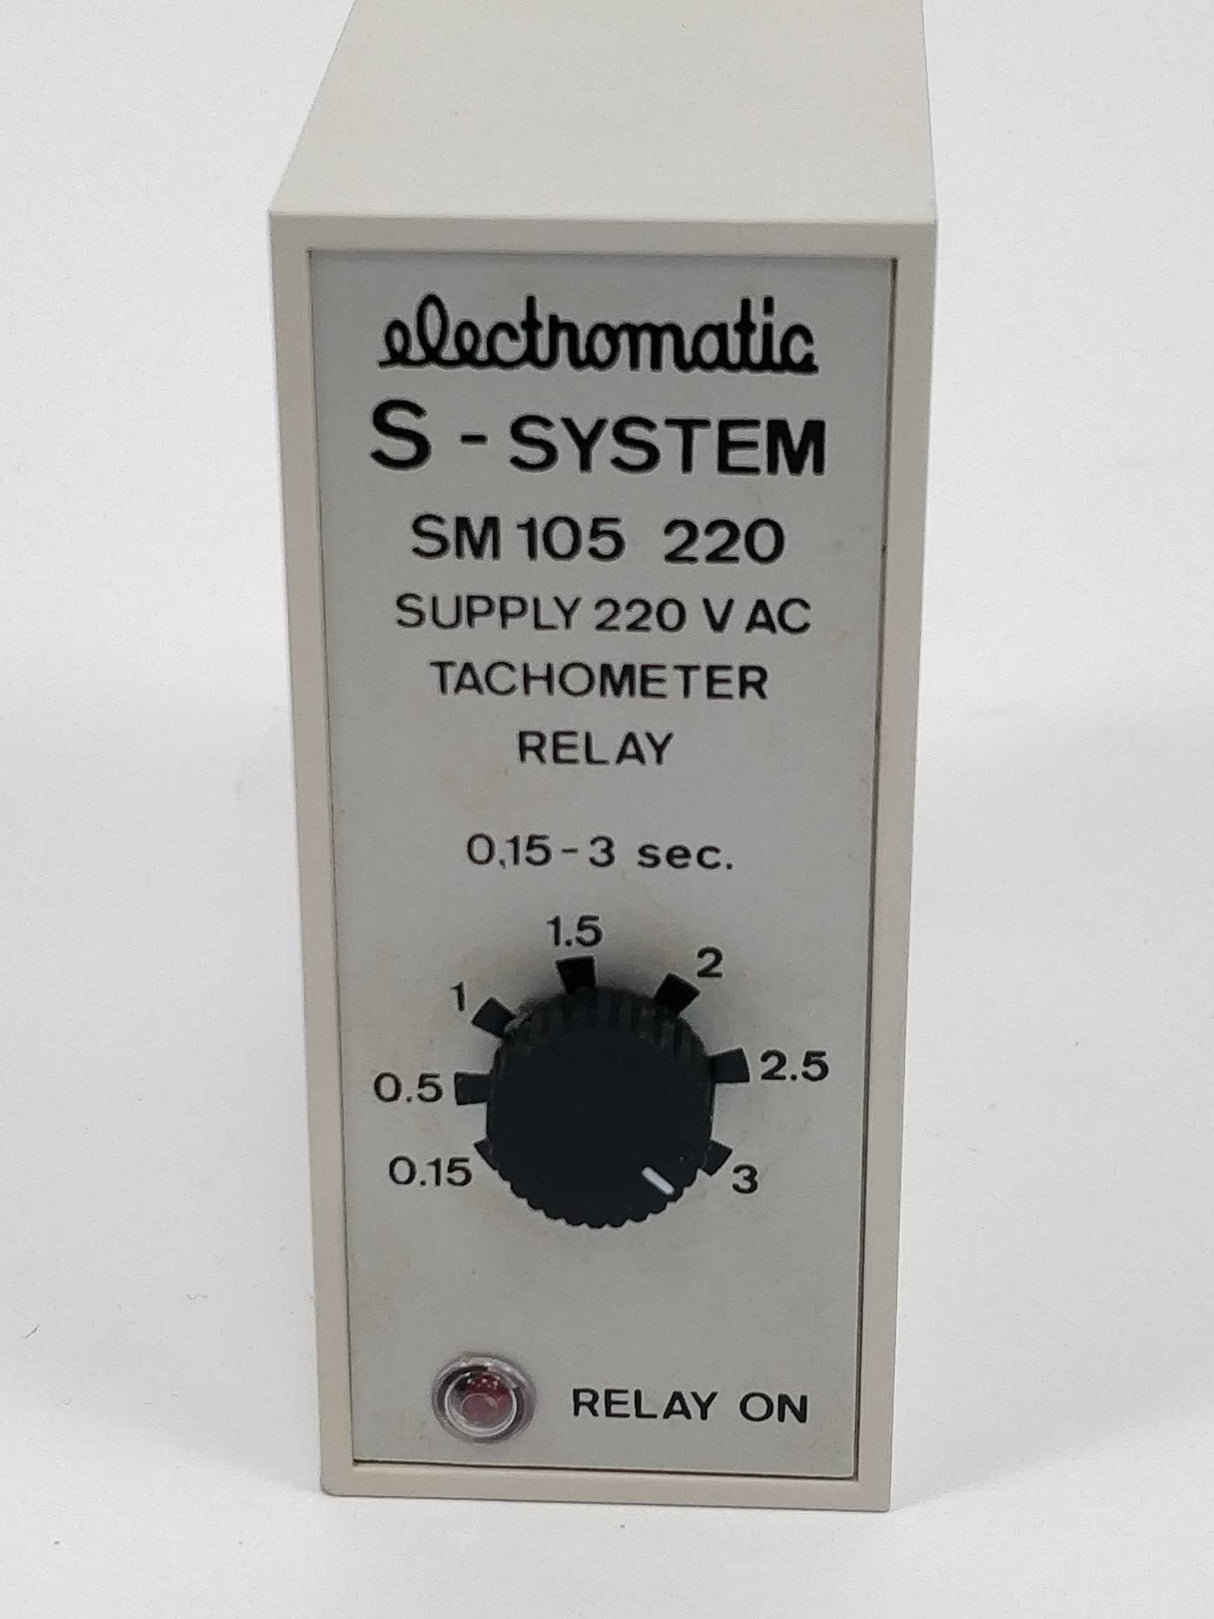 electromatic
S - SYSTEM
SM 105 220
SUPPLY 220 V AC
TACHOMETER
RELAY
0,15 - 3 sec.
1.5
1
2
0.5
2.5
0.15
3
RELAY ON